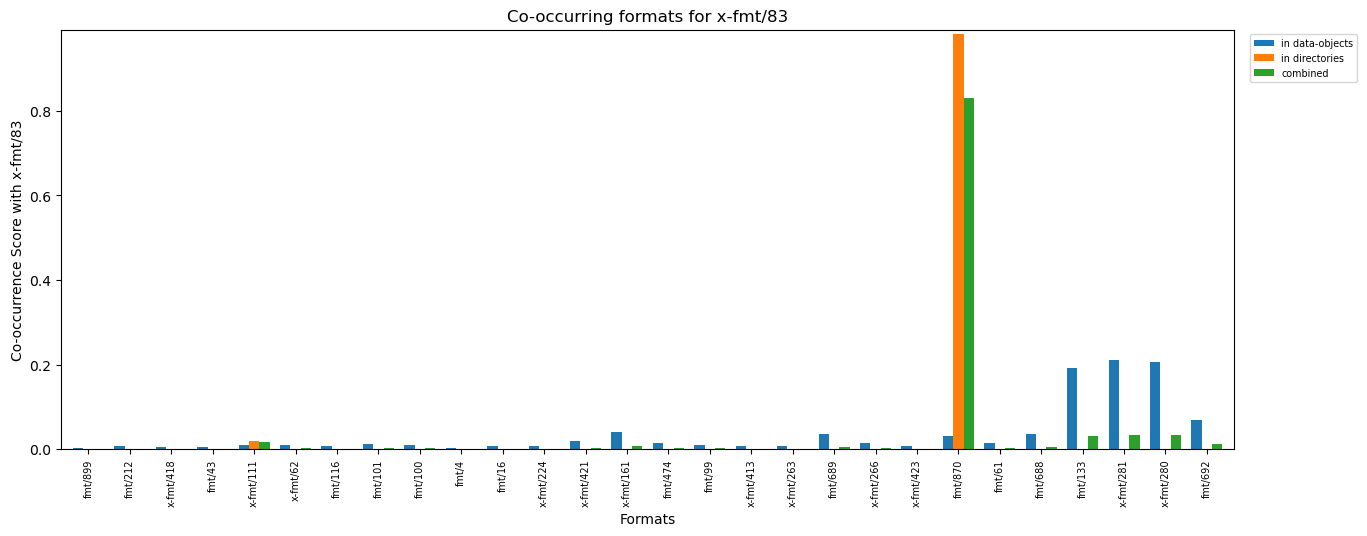 Co-occurring formats for x-fmt/83
in data-objects
in directories
combined
Co-occurrence Score with x-fmt/83
0.8
0.6
0.4
0.2
0.0
fmt/899
fmt/212
x-fmt/418
fmt/43
x-fmt/111
x-fmt/62
fmt/116
fmt/101
fmt/100
fmt/4
fmt/16
x-fmt/224
x-fmt/421
x-fmt/161
fmt/474
fmt/99
x-fmt/413
x-fmt/263
fmt/689
x-fmt/266
x-fmt/423
fmt/870
fmt/61
fmt/688
fmt/133
x-fmt/281
x-fmt/280
fmt/692
Formats